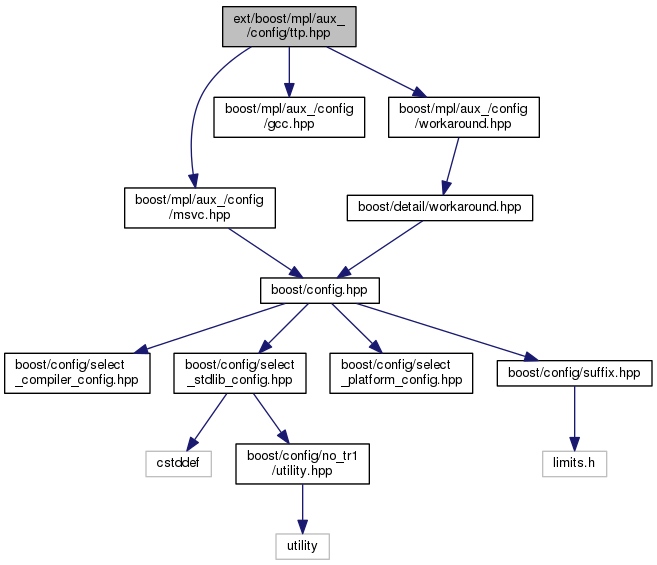 ext/boost/mpl/aux_
/config/ttp.hpp
boost/mpl/aux_/config
/gcc.hpp
boost/mpl/aux_/config
/workaround.hpp
boost/mpl/aux_/config
/msvc.hpp
boost/detail/workaround.hpp
boost/config.hpp
boost/config/select
_compiler_config.hpp
boost/config/select
_stdlib_config.hpp
boost/config/select
_platform_config.hpp
boost/config/suffix.hpp
cstddef
boost/config/no_tr1
/utility.hpp
limits.h
utility